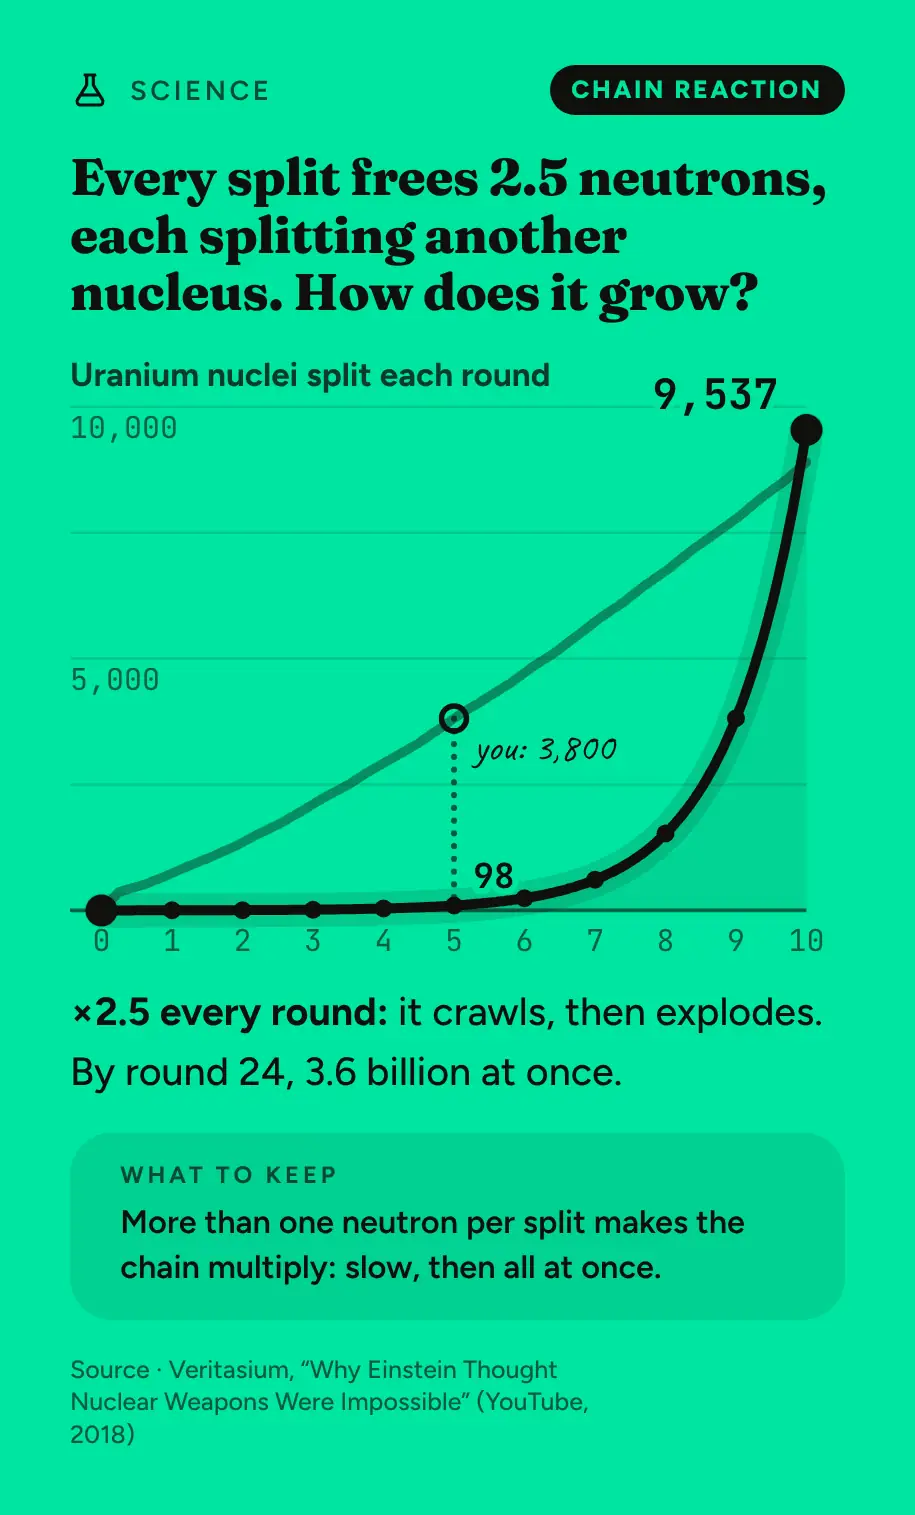 SCIENCE
CHAIN REACTION
Every split frees 2.5 neutrons,
each splitting another
nucleus. How does it grow?
Uranium nuclei split each round
9,537
10,000
5,000
you: 3,800
98
0 1 2 3 4 5 6 7 8 9 10
×2.5 every round: it crawls, then explodes.
By round 24, 3.6 billion at once.
WHAT TO KEEP
More than one neutron per split makes the
chain multiply: slow, then all at once.
Source · Veritasium, “Why Einstein Thought
Nuclear Weapons Were Impossible” (YouTube,
2018)